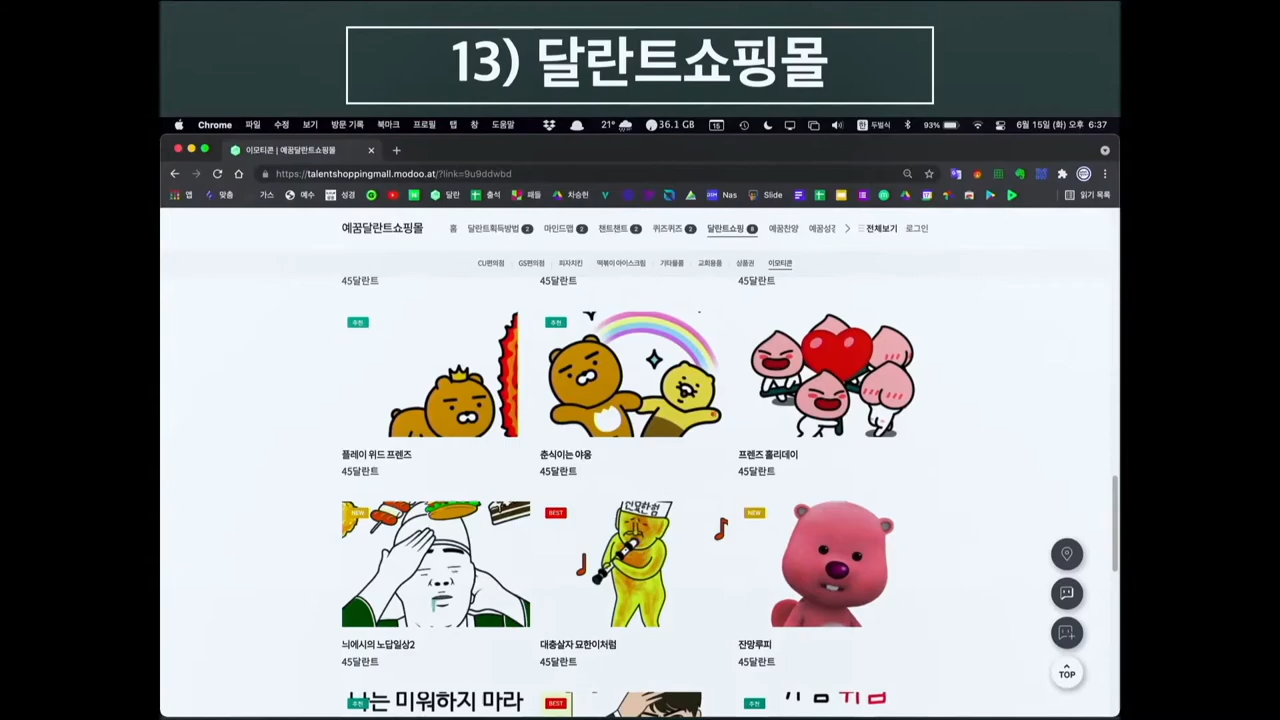 13) 달란트쇼핑몰
Chrome 파일 수정 보기 방문 기록 북마크 프로필 탭 창 도움말 21° 36.1 GB 15 한 두벌식 93% 6월 15일(화) 오후 6:37
이모티콘 | 예꿈달란트쇼핑몰
https://talentshoppingmall.modoo.at/?link=9u9ddwbd
앱 맞춤 가스 예수 성경 달란 출석 패들 차승헌 Nas Slide 읽기 목록
예꿈달란트쇼핑몰 홈 달란트획득방법 2 마인드맵 2 챈트챈트 2 퀴즈퀴즈 2 달란트쇼핑 8 예꿈찬양 예꿈성경 전체보기 로그인
CU편의점 GS편의점 피자치킨 떡볶이 아이스크림 기타물품 교회용품 상품권 이모티콘
45달란트 45달란트 45달란트
추천 추천
플레이 위드 프렌즈 춘식이는 야옹 프렌즈 홀리데이
45달란트 45달란트 45달란트
NEW BEST NEW
늬에시의 노답일상2 대충살자 묘한이처럼 잔망루피
45달란트 45달란트 45달란트
TOP
나는 미워하지 마라
추천 BEST 추천